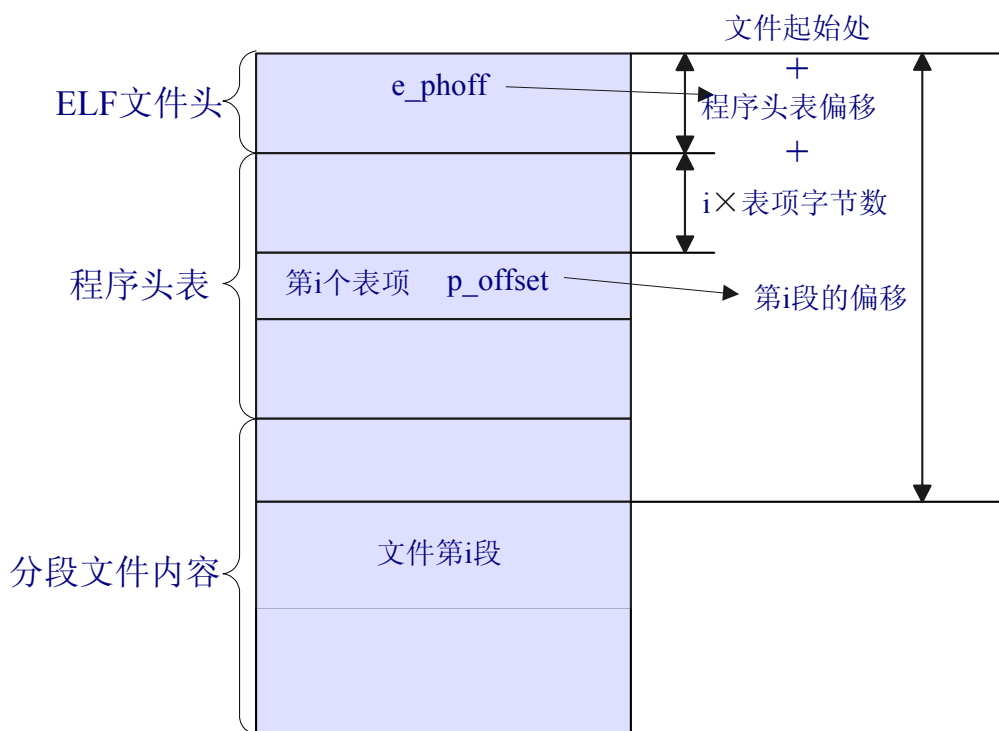 文件起始处
ELF文件头
e_phoff
+
程序头表偏移
+
i×表项字节数
程序头表
第i个表项 p_offset
第i段的偏移
分段文件内容
文件第i段